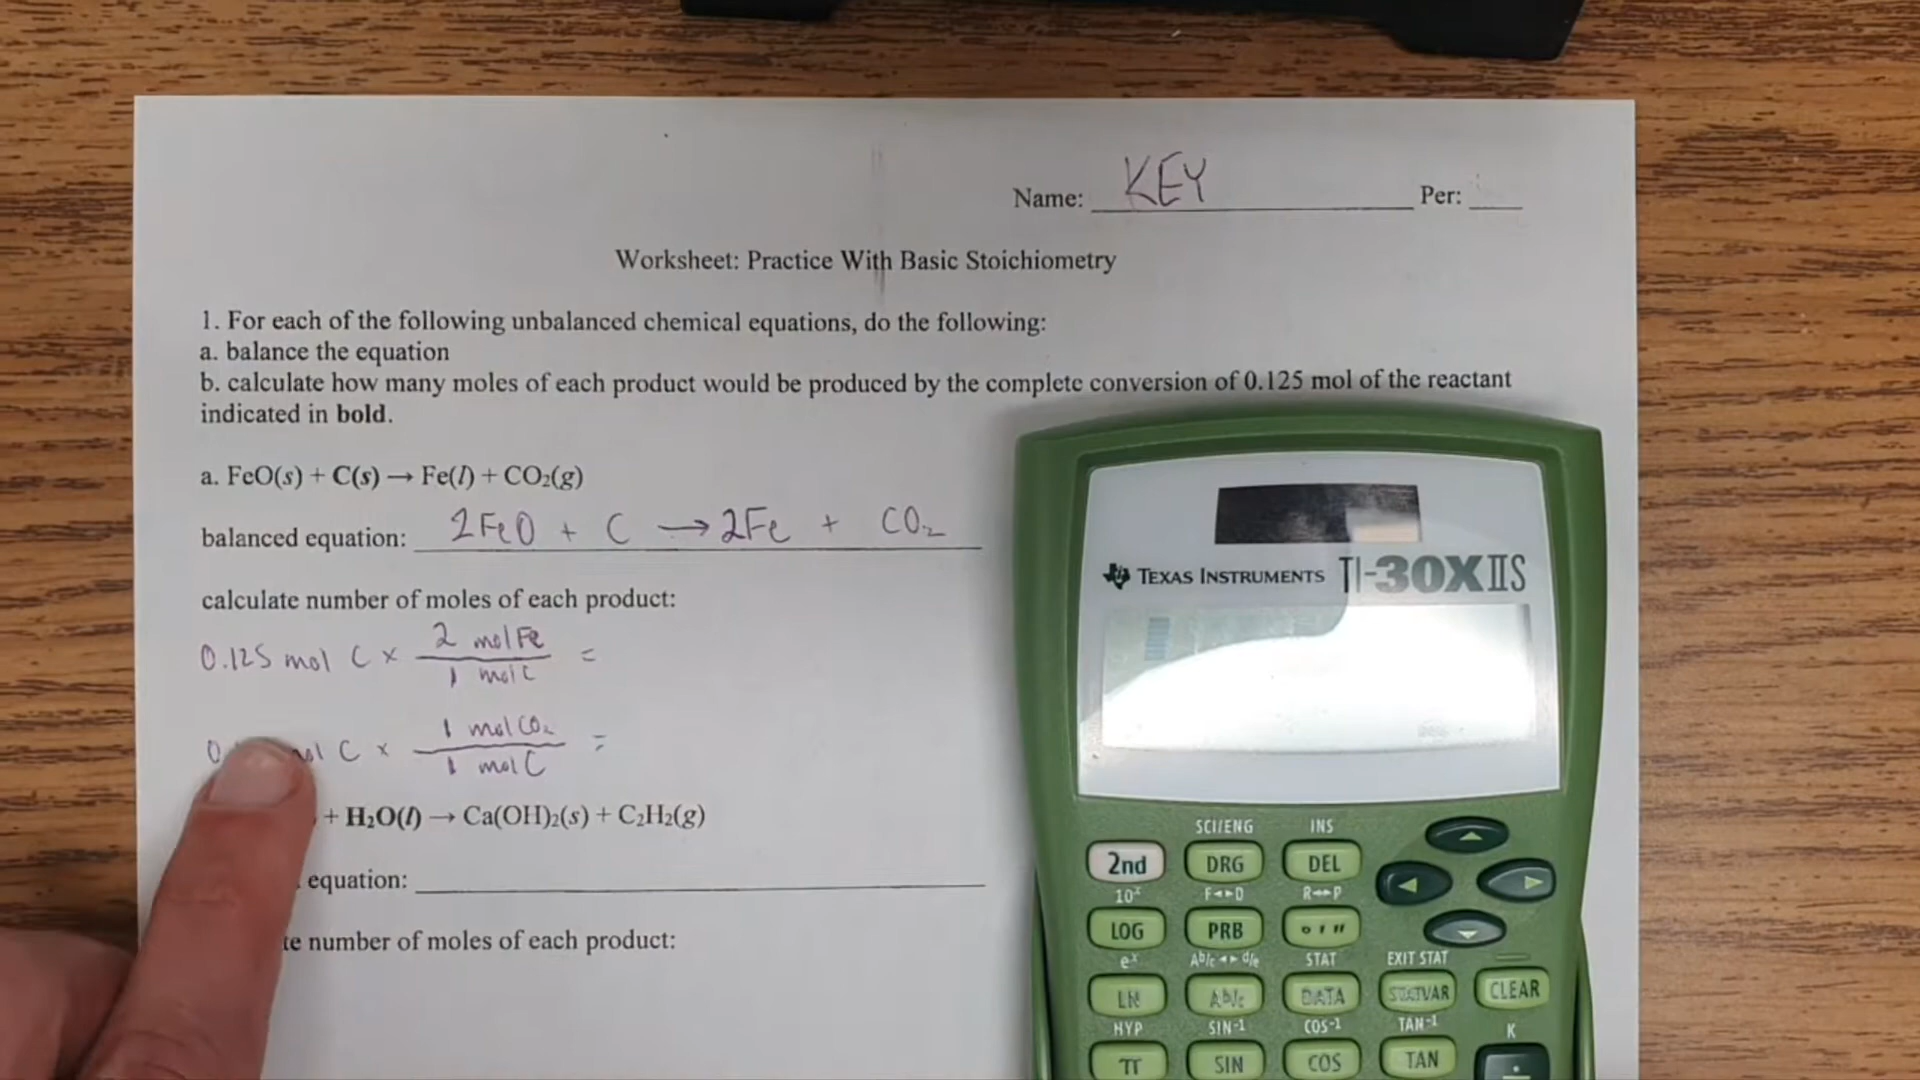 Name: KEY Per:
Worksheet: Practice With Basic Stoichiometry
1. For each of the following unbalanced chemical equations, do the following:
a. balance the equation
b. calculate how many moles of each product would be produced by the complete conversion of 0.125 mol of the reactant
indicated in bold.
a. FeO(s) + C(s) → Fe(l) + CO₂(g)
balanced equation: 2FeO + C → 2Fe + CO₂
calculate number of moles of each product:
0.125 mol C x 2 mol Fe =
1 mol C
C x 1 mol CO₂ =
1 mol C
+ H₂O(l) → Ca(OH)₂(s) + C₂H₂(g)
equation:
number of moles of each product:
TEXAS INSTRUMENTS TI-30X IIS
SCI/ENG INS
2nd DRG DEL
10ˣ F◄►D R◄►P
LOG PRB ° ' "
eˣ Ab/c◄►d/e STAT EXIT STAT
LN Ab/c DATA STATVAR CLEAR
HYP SIN⁻¹ COS⁻¹ TAN⁻¹ K
π SIN COS TAN ÷